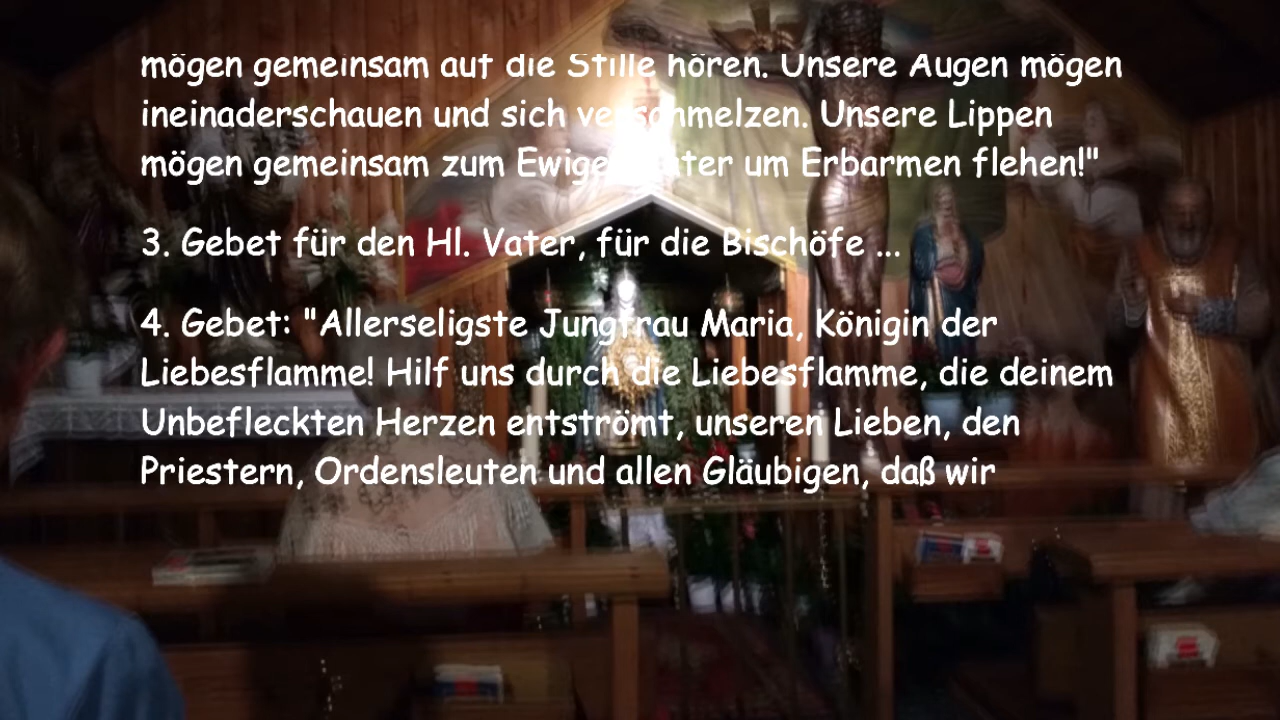 mögen gemeinsam auf die Stille hören. Unsere Augen mögen
ineinaderschauen und sich verschmelzen. Unsere Lippen
mögen gemeinsam zum Ewigen Vater um Erbarmen flehen!"
3. Gebet für den Hl. Vater, für die Bischöfe ...
4. Gebet: "Allerseligste Jungfrau Maria, Königin der
Liebesflamme! Hilf uns durch die Liebesflamme, die deinem
Unbefleckten Herzen entströmt, unseren Lieben, den
Priestern, Ordensleuten und allen Gläubigen, daß wir